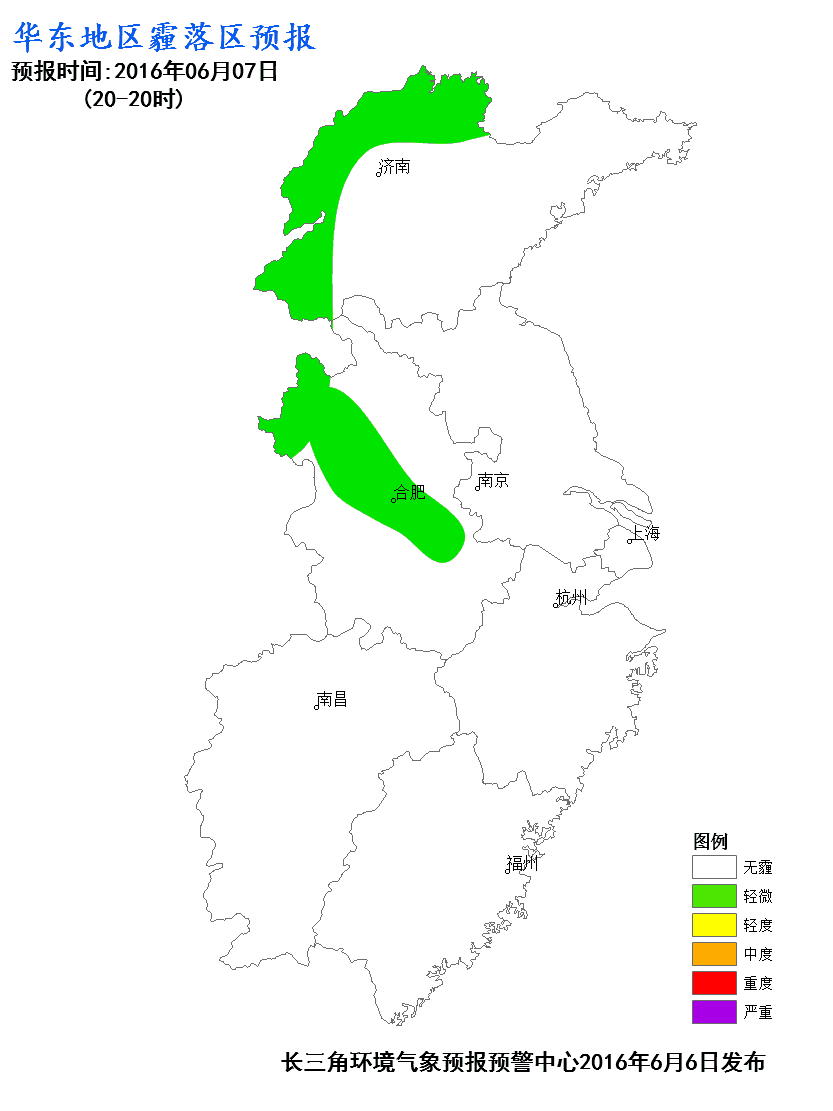 华东地区霾落区预报
预报时间:2016年06月07日
(20-20时)
济南
合肥
南京
上海
杭州
南昌
福州
图例
无霾
轻微
轻度
中度
重度
严重
长三角环境气象预报预警中心2016年6月6日发布